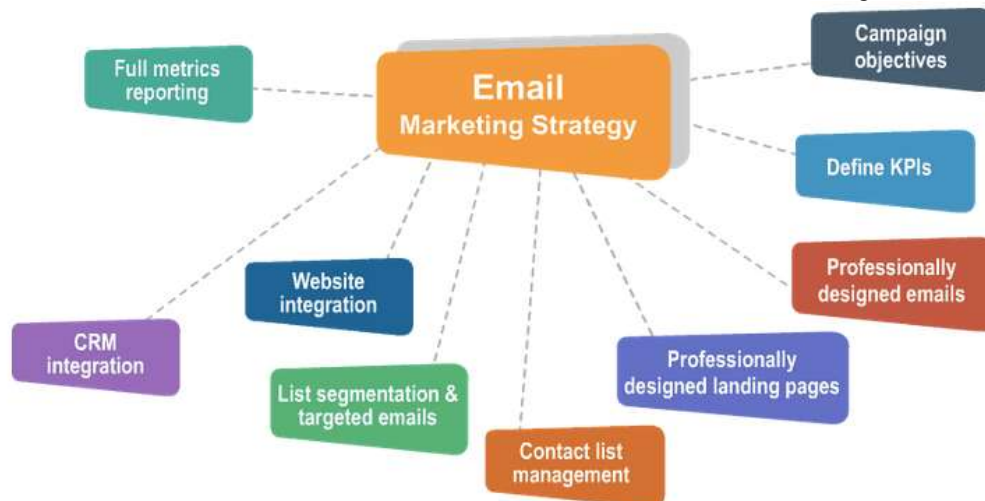 Email
Marketing Strategy
Full metrics
reporting
Campaign
objectives
Define KPIs
Professionally
designed emails
Website
integration
CRM
integration
Professionally
designed landing pages
List segmentation &
targeted emails
Contact list
management